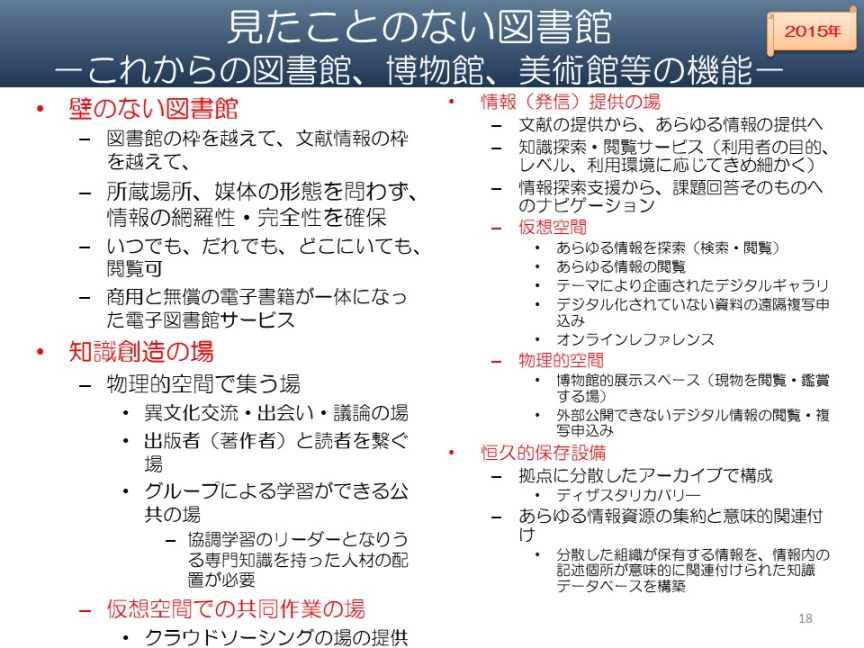 見たことのない図書館
－これからの図書館、博物館、美術館等の機能－
2015年
• 壁のない図書館
– 図書館の枠を越えて、文献情報の枠
を越えて、
– 所蔵場所、媒体の形態を問わず、
情報の網羅性・完全性を確保
– いつでも、だれでも、どこにいても、
閲覧可
– 商用と無償の電子書籍が一体になっ
た電子図書館サービス
• 知識創造の場
– 物理的空間で集う場
• 異文化交流・出会い・議論の場
• 出版者（著作者）と読者を繋ぐ
場
• グループによる学習ができる公
共の場
– 協調学習のリーダーとなりう
る専門知識を持った人材の配
置が必要
– 仮想空間での共同作業の場
• クラウドソーシングの場の提供
• 情報（発信）提供の場
– 文献の提供から、あらゆる情報の提供へ
– 知識探索・閲覧サービス（利用者の目的、
レベル、利用環境に応じてきめ細かく）
– 情報探索支援から、課題回答そのものへ
のナビゲーション
– 仮想空間
• あらゆる情報を探索（検索・閲覧）
• あらゆる情報の閲覧
• テーマにより企画されたデジタルギャラリ
• デジタル化されていない資料の遠隔複写申
込み
• オンラインレファレンス
– 物理的空間
• 博物館的展示スペース（現物を閲覧・鑑賞
する場）
• 外部公開できないデジタル情報の閲覧・複
写申込み
• 恒久的保存設備
– 拠点に分散したアーカイブで構成
• ディザスタリカバリー
– あらゆる情報資源の集約と意味的関連付
け
• 分散した組織が保有する情報を、情報内の
記述個所が意味的に関連付けられた知識
データベースを構築
18